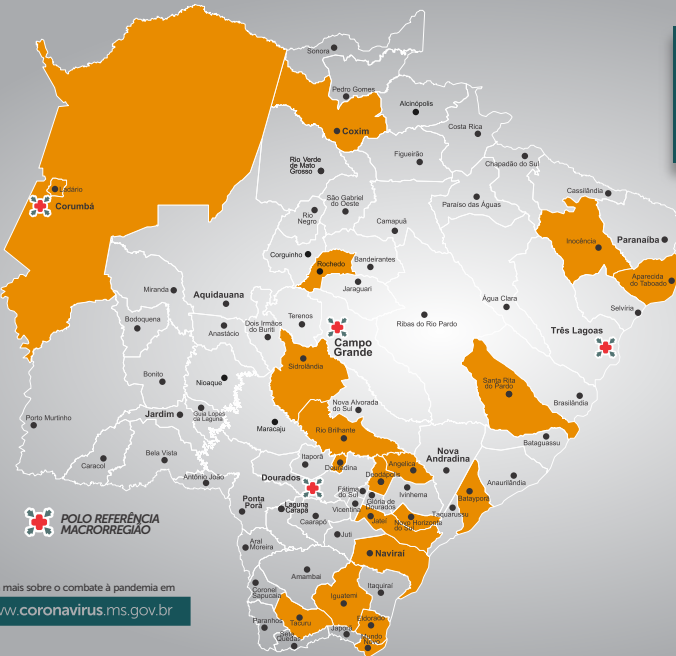 Sonora
Pedro Gomes
Alcinópolis
Coxim
Costa Rica
Rio Verde
de Mato
Grosso
Figueirão
Chapadão do Sul
Ladário
Corumbá
São Gabriel
do Oeste
Rio
Negro
Camapuã
Paraíso das Águas
Cassilândia
Inocência
Paranaíba
Corguinho
Rochedo
Bandeirantes
Jaraguari
Aparecida
do Taboado
Miranda
Aquidauana
Água Clara
Selvíria
Bodoquena
Anastácio
Dois Irmãos
do Buriti
Terenos
Campo
Grande
Ribas do Rio Pardo
Três Lagoas
Sidrolândia
Bonito
Nioaque
Santa Rita
do Pardo
Brasilândia
Porto Murtinho
Jardim
Guia Lopes
da Laguna
Maracaju
Nova Alvorada
do Sul
Rio Brilhante
Bataguassu
Caracol
Bela Vista
Antônio João
Itaporã
Douradina
Angélica
Nova
Andradina
Anaurilândia
Dourados
Deodápolis
Fátima
do Sul
Ivinhema
Batayporã
Ponta
Porã
Laguna
Carapã
Caarapó
Vicentina
Glória de
Dourados
Jateí
Novo Horizonte
do Sul
Taquarussu
POLO REFERÊNCIA
MACRORREGIÃO
Aral
Moreira
Juti
Naviraí
Amambai
Itaquiraí
Coronel
Sapucaia
Iguatemi
Paranhos
Tacuru
Eldorado
Sete
Quedas
Japorã
Mundo
Novo
mais sobre o combate à pandemia em
w.coronavirus.ms.gov.br